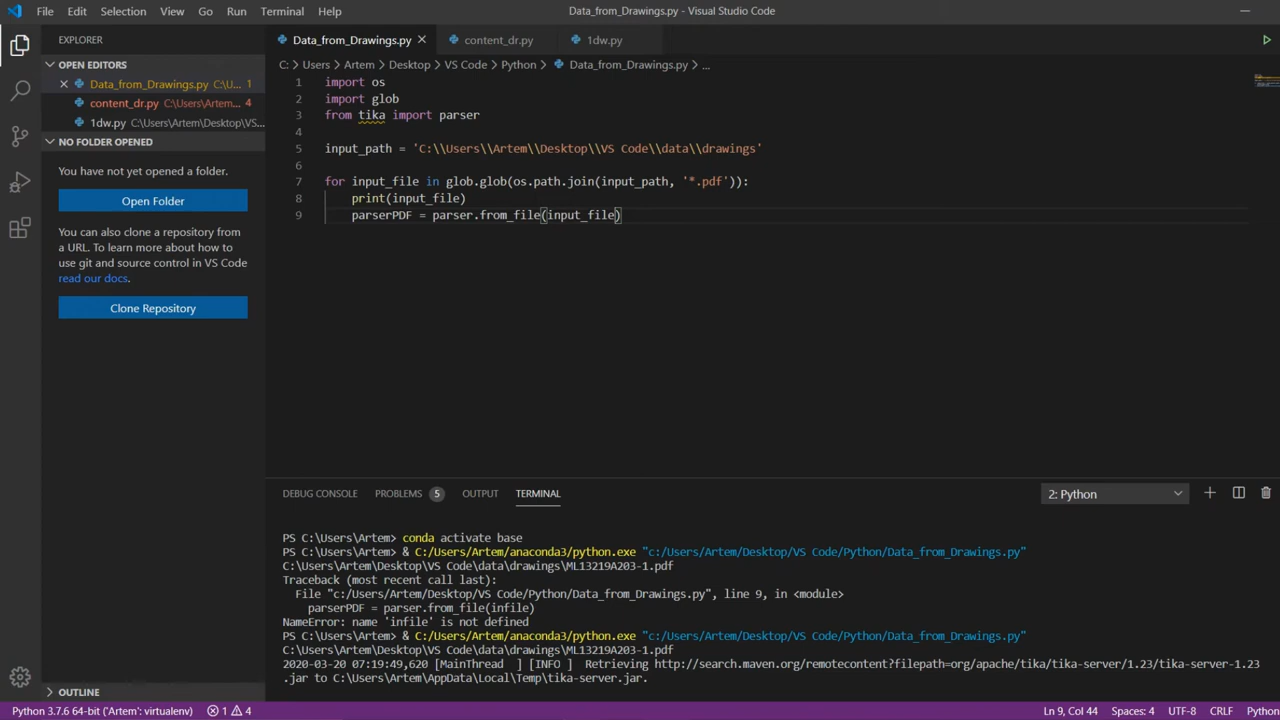 File Edit Selection View Go Run Terminal Help Data_from_Drawings.py - Visual Studio Code
EXPLORER
Data_from_Drawings.py content_dr.py 1dw.py
OPEN EDITORS
Data_from_Drawings.py C:\U... 1
content_dr.py C:\Users\Artem... 4
1dw.py C:\Users\Artem\Desktop\VS...
NO FOLDER OPENED
You have not yet opened a folder.
Open Folder
You can also clone a repository from
a URL. To learn more about how to
use git and source control in VS Code
read our docs.
Clone Repository
OUTLINE
C: > Users > Artem > Desktop > VS Code > Python > Data_from_Drawings.py > ...
1 import os
2 import glob
3 from tika import parser
4
5 input_path = 'C:\\Users\\Artem\\Desktop\\VS Code\\data\\drawings'
6
7 for input_file in glob.glob(os.path.join(input_path, '*.pdf')):
8 print(input_file)
9 parserPDF = parser.from_file(input_file)
DEBUG CONSOLE PROBLEMS 5 OUTPUT TERMINAL 2: Python
PS C:\Users\Artem> conda activate base
PS C:\Users\Artem> & C:/Users/Artem/anaconda3/python.exe "c:/Users/Artem/Desktop/VS Code/Python/Data_from_Drawings.py"
C:\Users\Artem\Desktop\VS Code\data\drawings\ML13219A203-1.pdf
Traceback (most recent call last):
File "c:/Users/Artem/Desktop/VS Code/Python/Data_from_Drawings.py", line 9, in <module>
parserPDF = parser.from_file(infile)
NameError: name 'infile' is not defined
PS C:\Users\Artem> & C:/Users/Artem/anaconda3/python.exe "c:/Users/Artem/Desktop/VS Code/Python/Data_from_Drawings.py"
C:\Users\Artem\Desktop\VS Code\data\drawings\ML13219A203-1.pdf
2020-03-20 07:19:49,620 [MainThread ] [INFO ] Retrieving http://search.maven.org/remotecontent?filepath=org/apache/tika/tika-server/1.23/tika-server-1.23
.jar to C:\Users\Artem\AppData\Local\Temp\tika-server.jar.
Python 3.7.6 64-bit ('Artem': virtualenv) 1 4 Ln 9, Col 44 Spaces: 4 UTF-8 CRLF Python